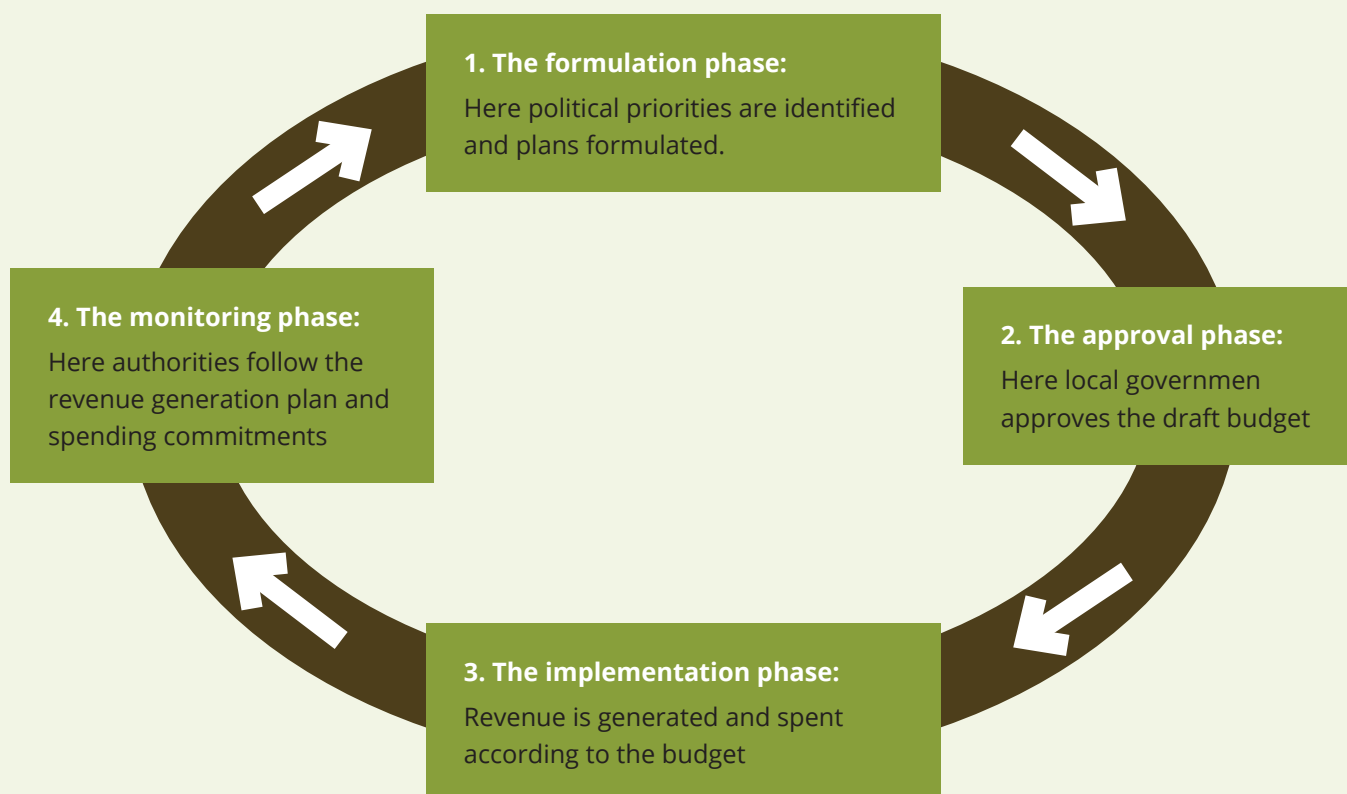 1. The formulation phase:
Here political priorities are identified
and plans formulated.
2. The approval phase:
Here local governmen
approves the draft budget
3. The implementation phase:
Revenue is generated and spent
according to the budget
4. The monitoring phase:
Here authorities follow the
revenue generation plan and
spending commitments